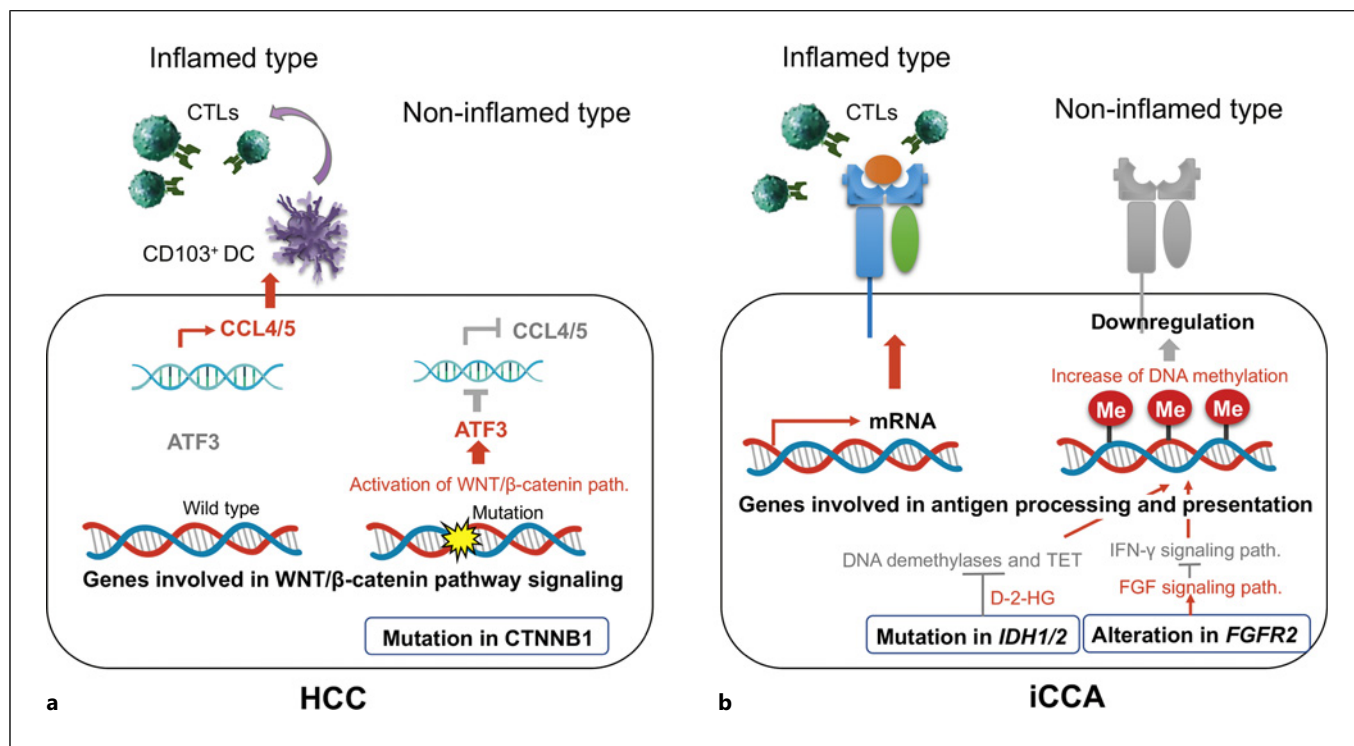 Inflamed type
CTLs
Non-inflamed type
CD103+ DC
CCL4/5
CCL4/5
ATF3
ATF3
Activation of WNT/β-catenin path.
Wild type
Mutation
Genes involved in WNT/β-catenin pathway signaling
Mutation in CTNNB1
a
HCC
Inflamed type
CTLs
Non-inflamed type
Downregulation
Increase of DNA methylation
Me
Me
Me
mRNA
Genes involved in antigen processing and presentation
DNA demethylases and TET
IFN-γ signaling path.
D-2-HG
FGF signaling path.
Mutation in IDH1/2
Alteration in FGFR2
b
iCCA